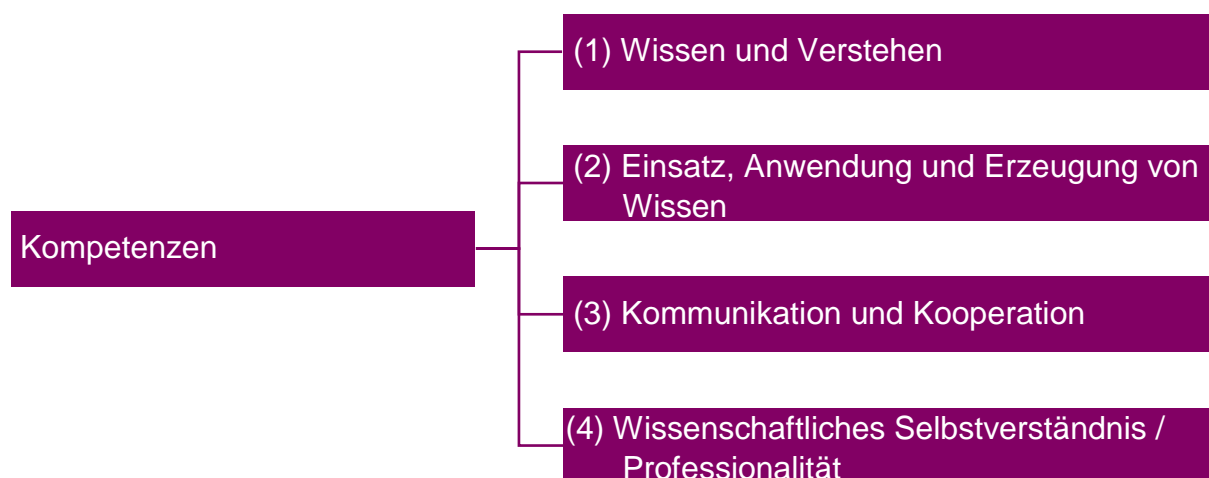 (1) Wissen und Verstehen
(2) Einsatz, Anwendung und Erzeugung von
Wissen
Kompetenzen
(3) Kommunikation und Kooperation
(4) Wissenschaftliches Selbstverständnis /
Professionalität